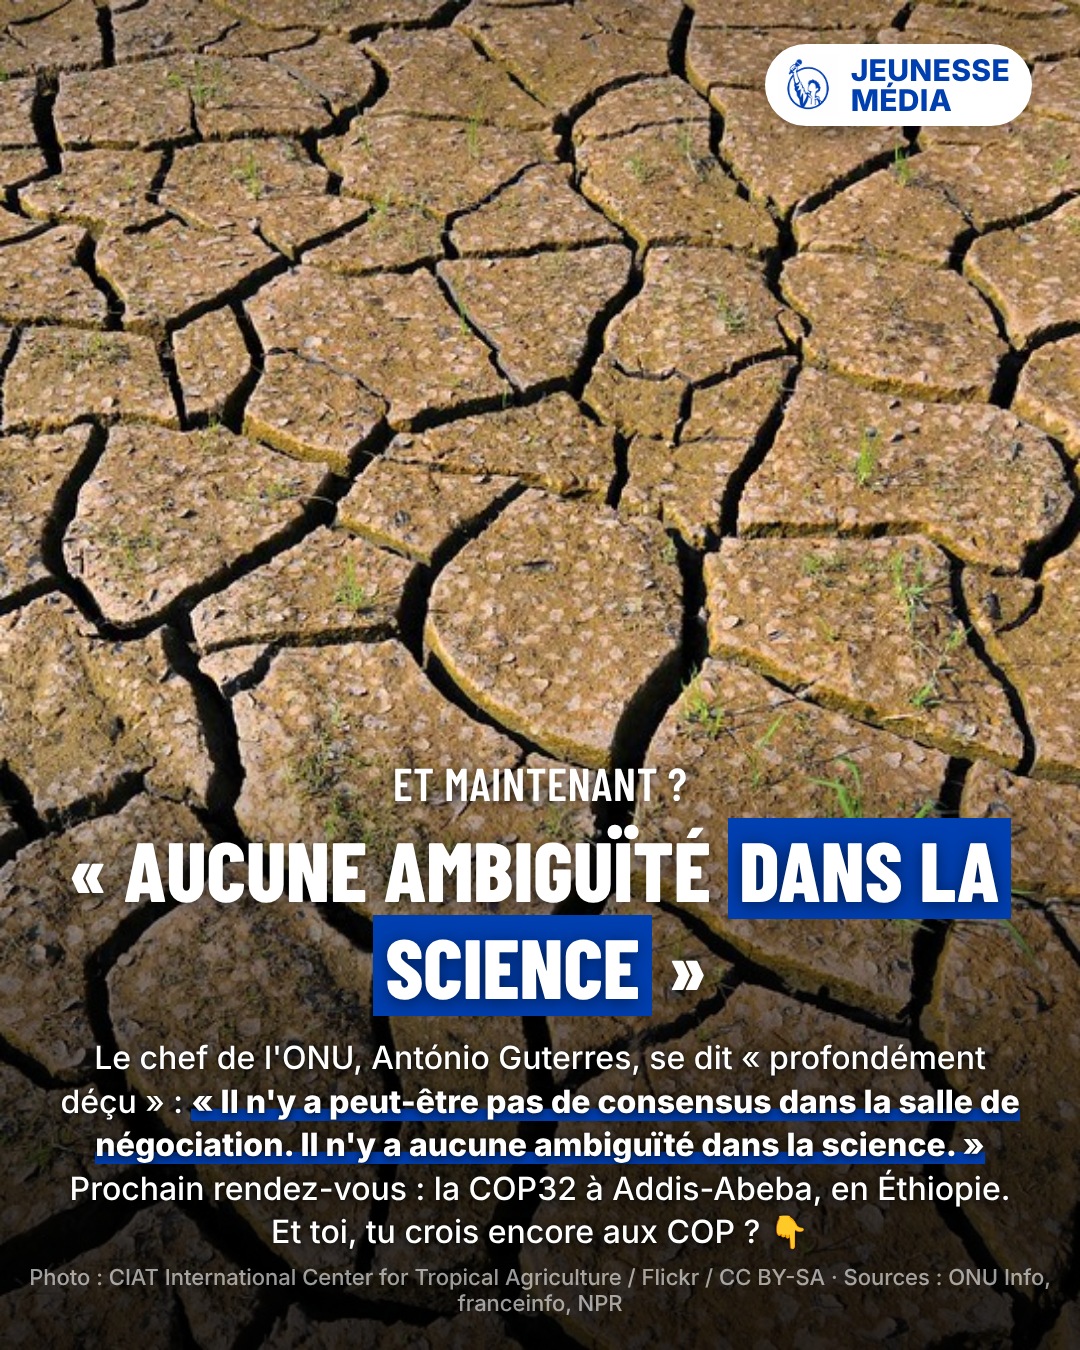 JEUNESSE
MÉDIA
ET MAINTENANT ?
« AUCUNE AMBIGUÏTÉ DANS LA
SCIENCE »
Le chef de l'ONU, António Guterres, se dit « profondément
déçu » : « Il n'y a peut-être pas de consensus dans la salle de
négociation. Il n'y a aucune ambiguïté dans la science. »
Prochain rendez-vous : la COP32 à Addis-Abeba, en Éthiopie.
Et toi, tu crois encore aux COP ? 👇
Photo : CIAT International Center for Tropical Agriculture / Flickr / CC BY-SA · Sources : ONU Info,
franceinfo, NPR